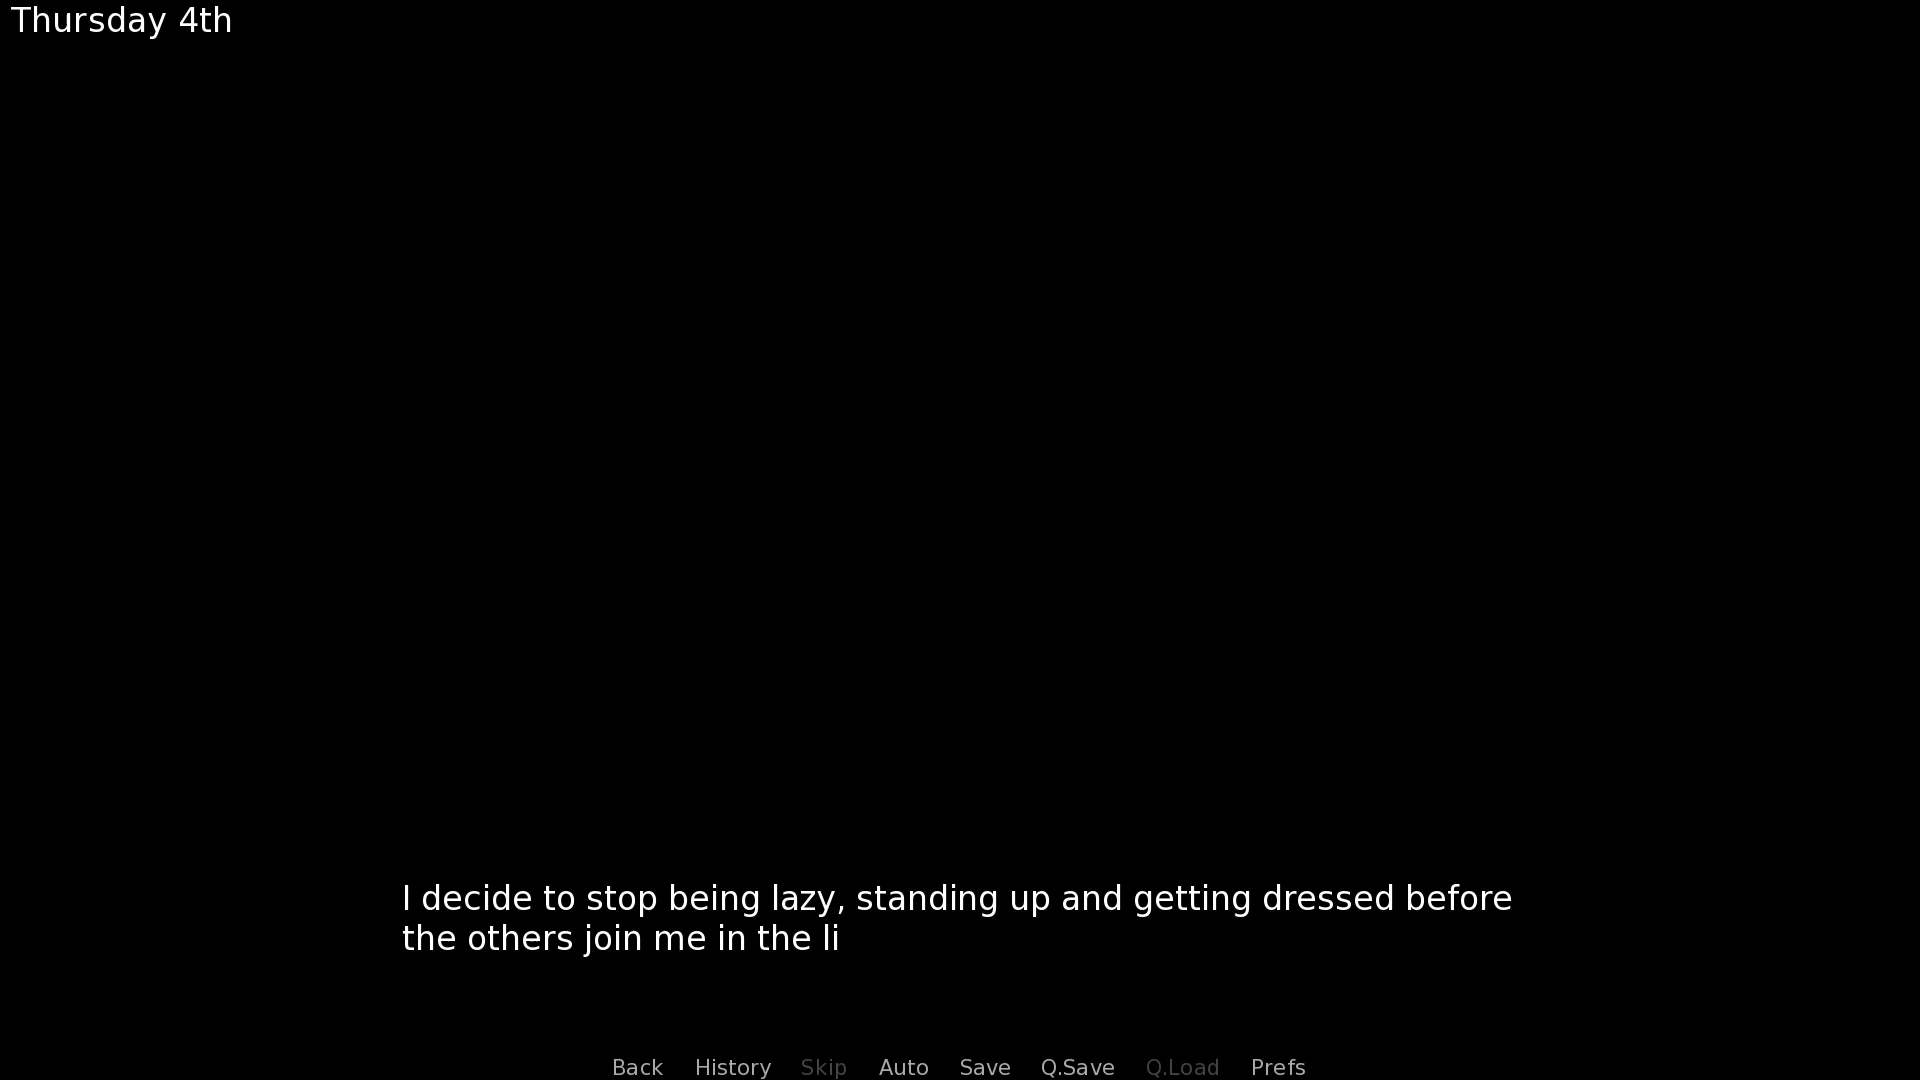 Thursday 4th
I decide to stop being lazy, standing up and getting dressed before
the others join me in the li
Back History Skip Auto Save Q.Save Q.Load Prefs